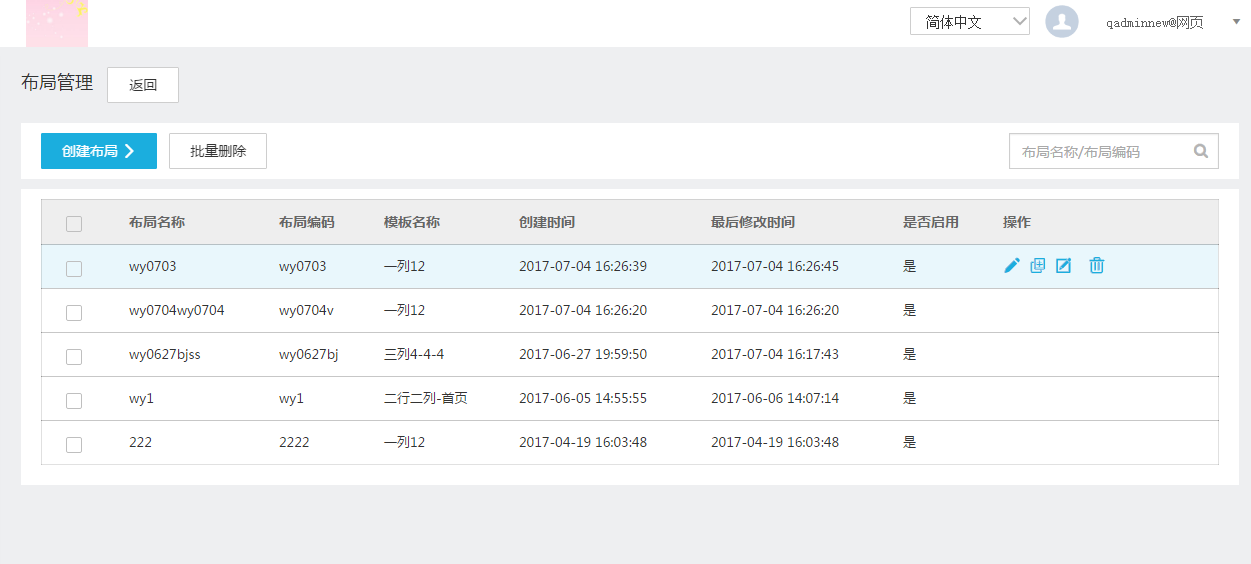 简体中文
qadminnew@网页
布局管理
返回
创建布局
批量删除
布局名称/布局编码
布局名称 布局编码 模板名称 创建时间 最后修改时间 是否启用 操作
wy0703 wy0703 一列12 2017-07-04 16:26:39 2017-07-04 16:26:45 是
wy0704wy0704 wy0704v 一列12 2017-07-04 16:26:20 2017-07-04 16:26:20 是
wy0627bjss wy0627bj 三列4-4-4 2017-06-27 19:59:50 2017-07-04 16:17:43 是
wy1 wy1 二行二列-首页 2017-06-05 14:55:55 2017-06-06 14:07:14 是
222 2222 一列12 2017-04-19 16:03:48 2017-04-19 16:03:48 是